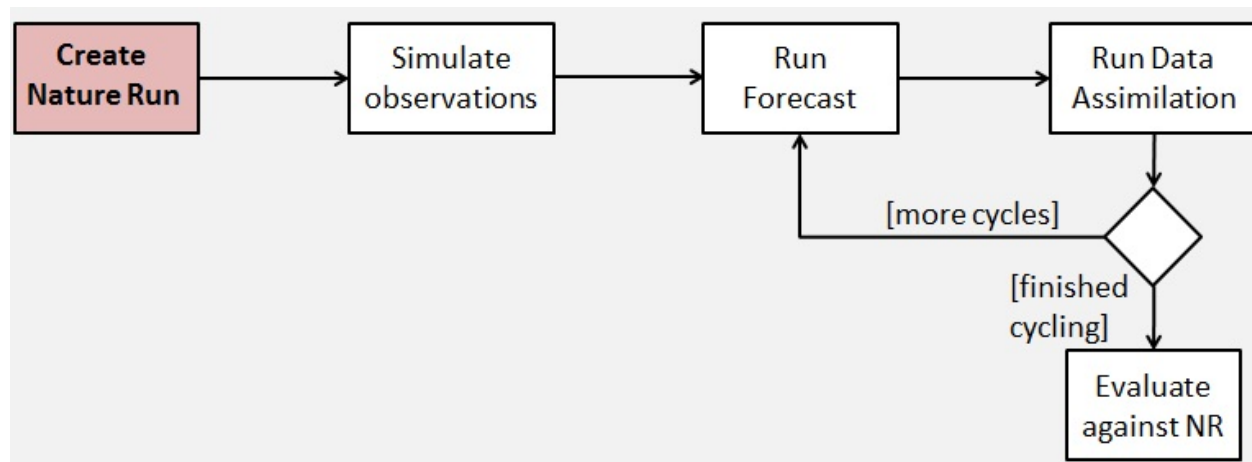 Create
Nature Run
Simulate
observations
Run
Forecast
Run Data
Assimilation
[more cycles]
[finished
cycling]
Evaluate
against NR